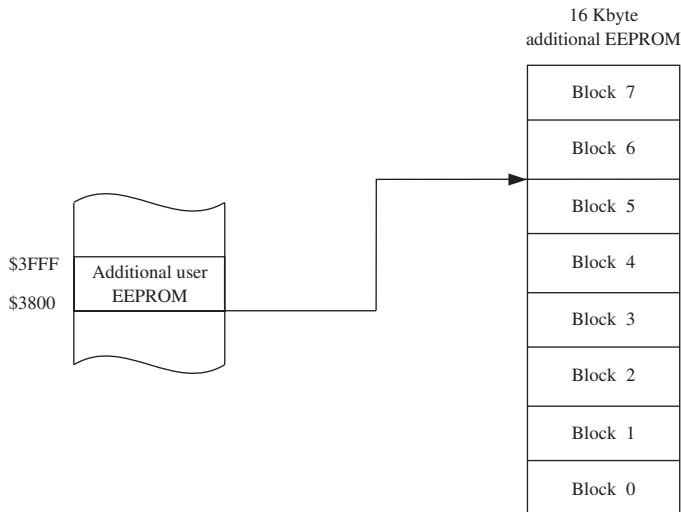 16 Kbyte
additional EEPROM
Block 7
Block 6
Block 5
Block 4
Block 3
Block 2
Block 1
Block 0
$3FFF
Additional user
EEPROM
$3800